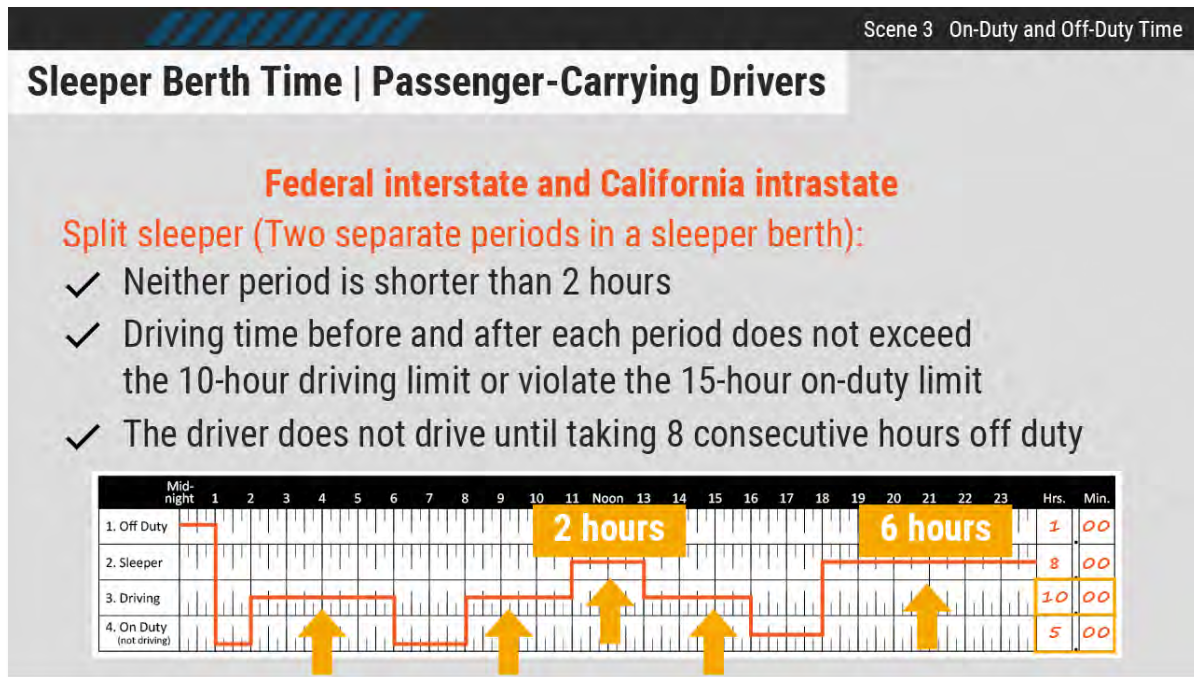 Scene 3 On-Duty and Off-Duty Time
Sleeper Berth Time | Passenger-Carrying Drivers
Federal interstate and California intrastate
Split sleeper (Two separate periods in a sleeper berth):
Neither period is shorter than 2 hours
Driving time before and after each period does not exceed
the 10-hour driving limit or violate the 15-hour on-duty limit
The driver does not drive until taking 8 consecutive hours off duty
Mid-
night 1 2 3 4 5 6 7 8 9 10 11 Noon 13 14 15 16 17 18 19 20 21 22 23 Hrs. Min.
1. Off Duty 2 hours 6 hours 1 . 00
2. Sleeper 8 00
3. Driving 10 00
4. On Duty
(not driving) 5 . 00